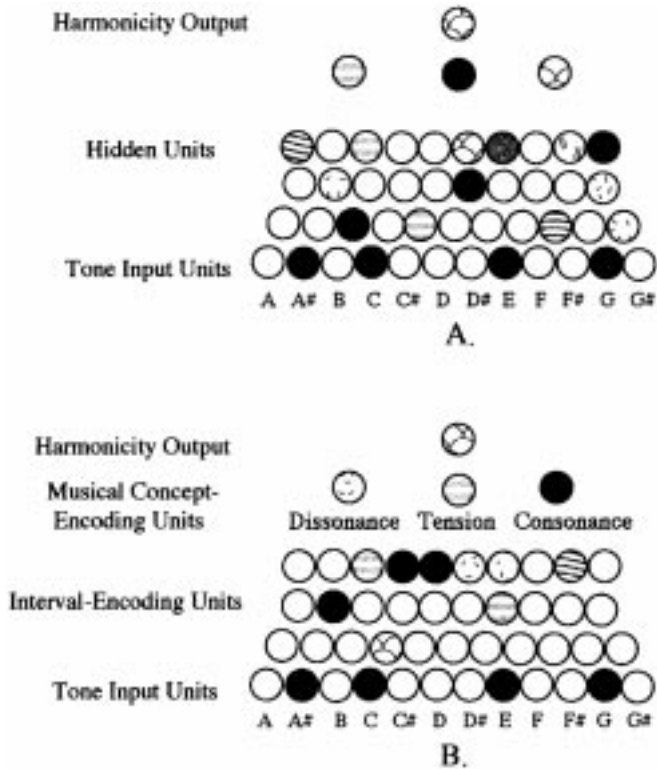 Harmonicity Output
Hidden Units
Tone Input Units
A A# B C C# D D# E F F# G G#
A.
Harmonicity Output
Musical Concept-
Encoding Units
Dissonance Tension Consonance
Interval-Encoding Units
Tone Input Units
A A# B C C# D D# E F F# G G#
B.